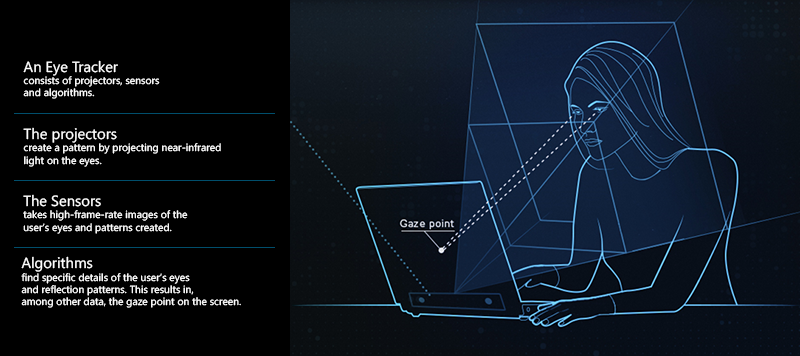 An Eye Tracker
consists of projectors, sensors
and algorithms.
The projectors
create a pattern by projecting near-infrared
light on the eyes.
The Sensors
takes high-frame-rate images of the
user's eyes and patterns created.
Algorithms
find specific details of the user's eyes
and reflection patterns. This results in,
among other data, the gaze point on the screen.
Gaze point